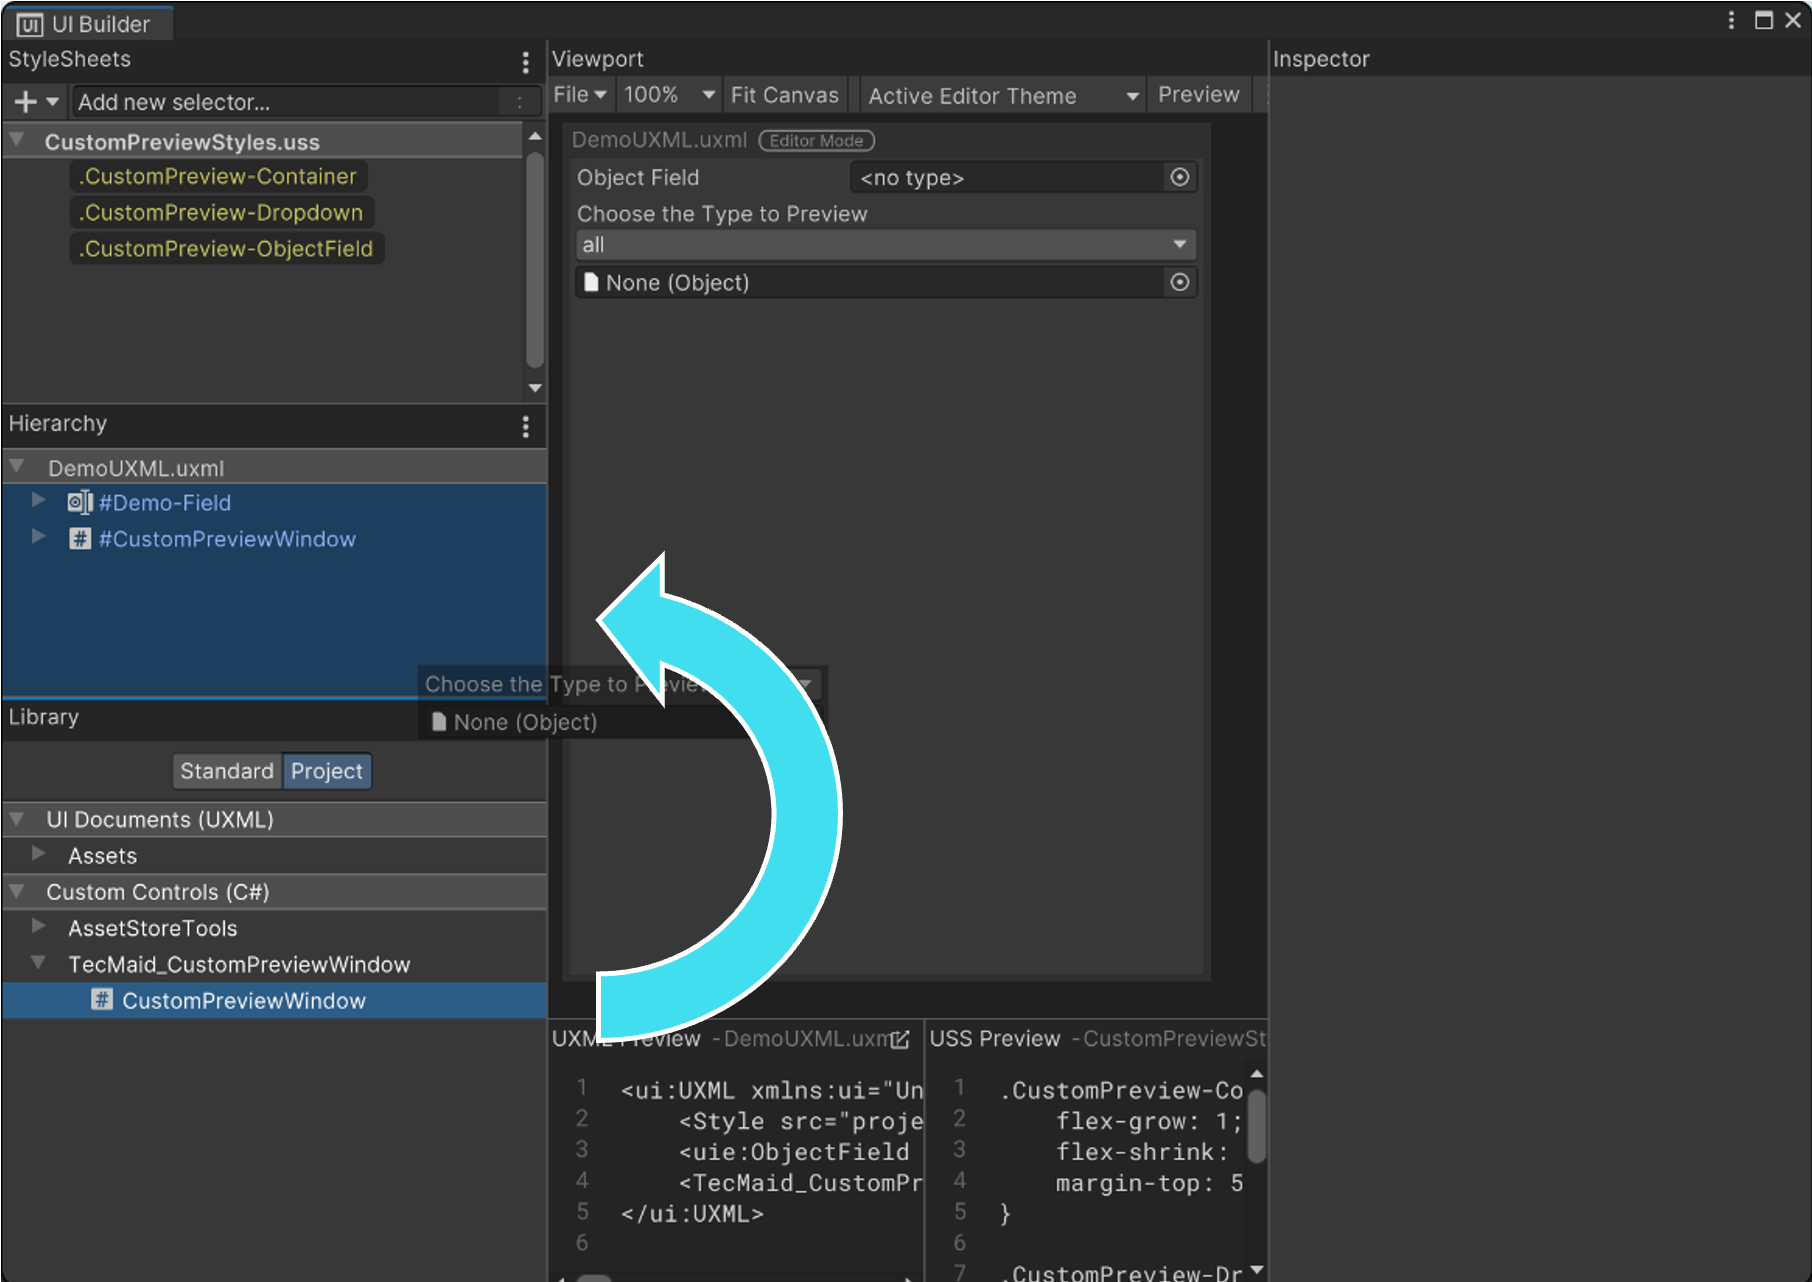 UI Builder
StyleSheets
Add new selector...
CustomPreviewStyles.uss
.CustomPreview-Container
.CustomPreview-Dropdown
.CustomPreview-ObjectField
Hierarchy
DemoUXML.uxml
#Demo-Field
#CustomPreviewWindow
Library
Standard Project
UI Documents (UXML)
Assets
Custom Controls (C#)
AssetStoreTools
TecMaid_CustomPreviewWindow
# CustomPreviewWindow
Viewport
File 100% Fit Canvas Active Editor Theme Preview
DemoUXML.uxml Editor Mode
Object Field <no type>
Choose the Type to Preview
all
None (Object)
Choose the Type to Previe
None (Object)
UXML Preview - DemoUXML.uxml
1 <ui:UXML xmlns:ui="Un
2 <Style src="proje
3 <uie:ObjectField
4 <TecMaid_CustomPr
5 </ui:UXML>
6
USS Preview - CustomPreviewSt
1 .CustomPreview-Co
2 flex-grow: 1;
3 flex-shrink:
4 margin-top: 5
5 }
6
7 .CustomPreview-Dr
Inspector